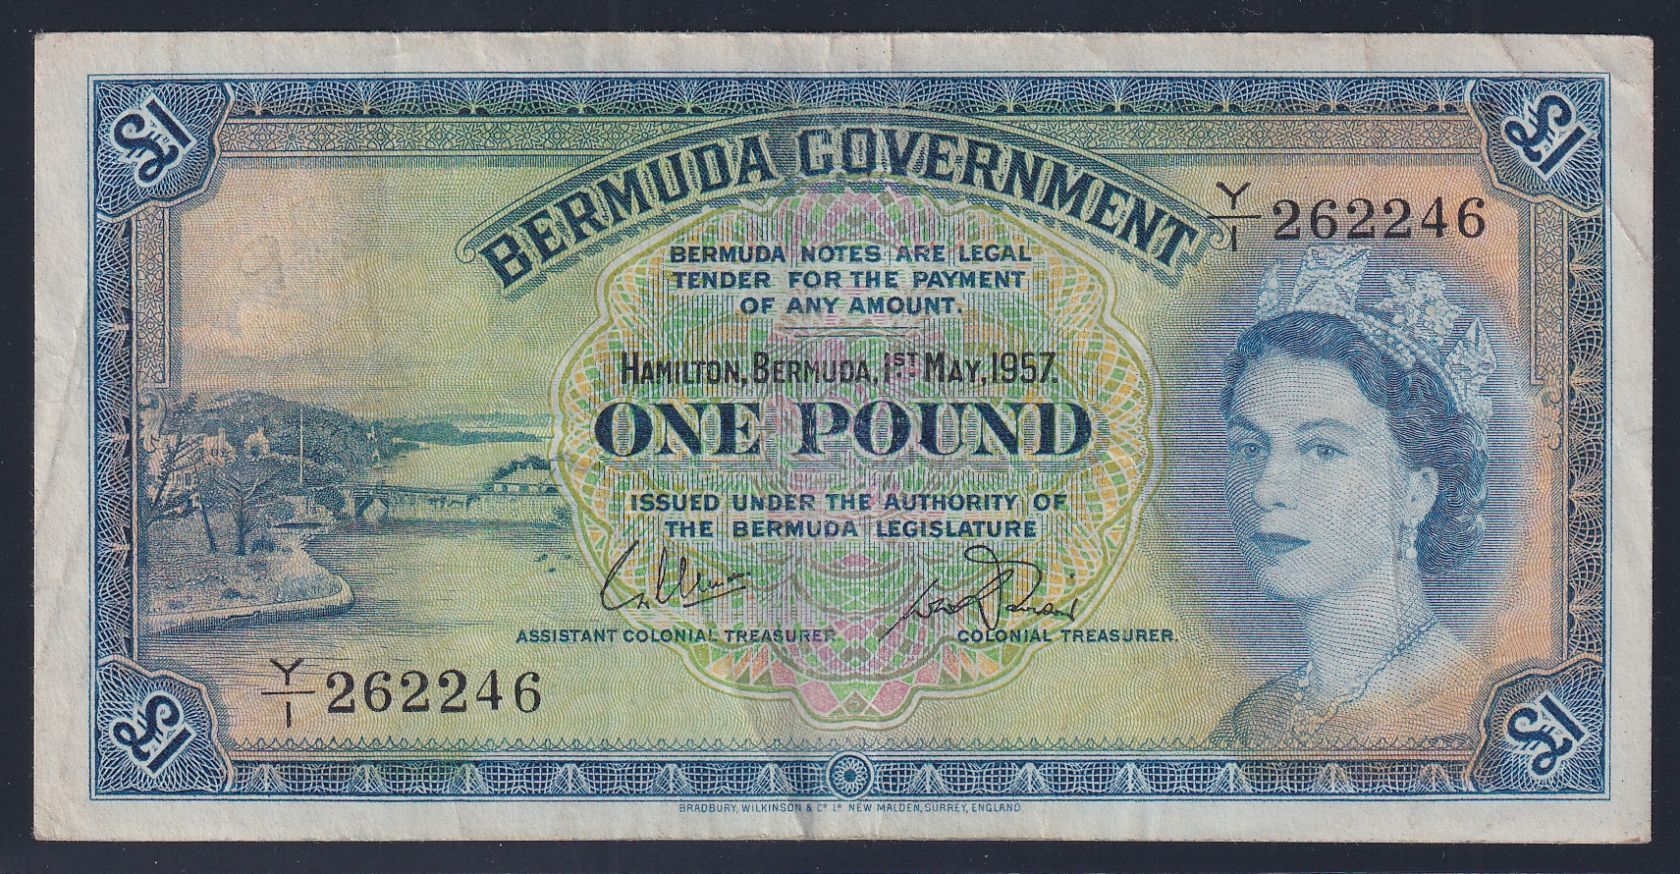 £1
£1
BERMUDA GOVERNMENT
Y/1 262246
BERMUDA NOTES ARE LEGAL
TENDER FOR THE PAYMENT
OF ANY AMOUNT.
HAMILTON, BERMUDA, 1ST MAY, 1957.
ONE POUND
ISSUED UNDER THE AUTHORITY OF
THE BERMUDA LEGISLATURE
ASSISTANT COLONIAL TREASURER.
COLONIAL TREASURER.
Y/1 262246
£1
£1
BRADBURY, WILKINSON & Co Ld NEW MALDEN, SURREY, ENGLAND